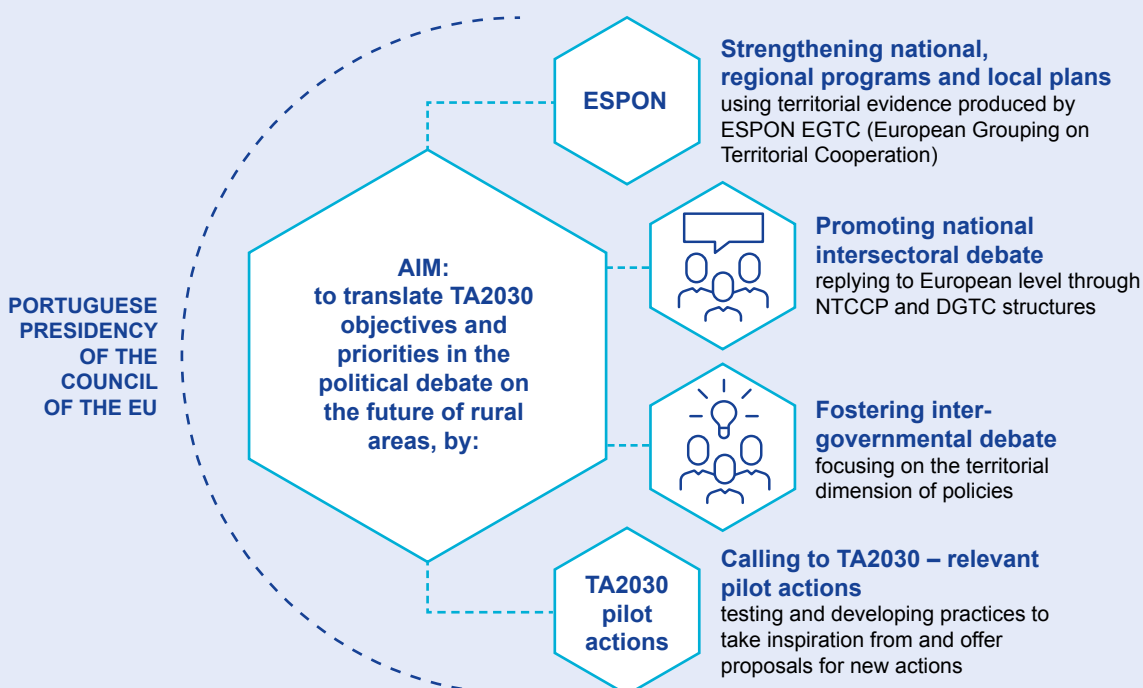 PORTUGUESE
PRESIDENCY
OF THE
COUNCIL
OF THE EU
AIM:
to translate TA2030
objectives and
priorities in the
political debate on
the future of rural
areas, by:
ESPON
Strengthening national,
regional programs and local plans
using territorial evidence produced by
ESPON EGTC (European Grouping on
Territorial Cooperation)
Promoting national
intersectoral debate
replying to European level through
NTCCP and DGTC structures
Fostering inter-
governmental debate
focusing on the territorial
dimension of policies
TA2030
pilot
actions
Calling to TA2030 – relevant
pilot actions
testing and developing practices to
take inspiration from and offer
proposals for new actions